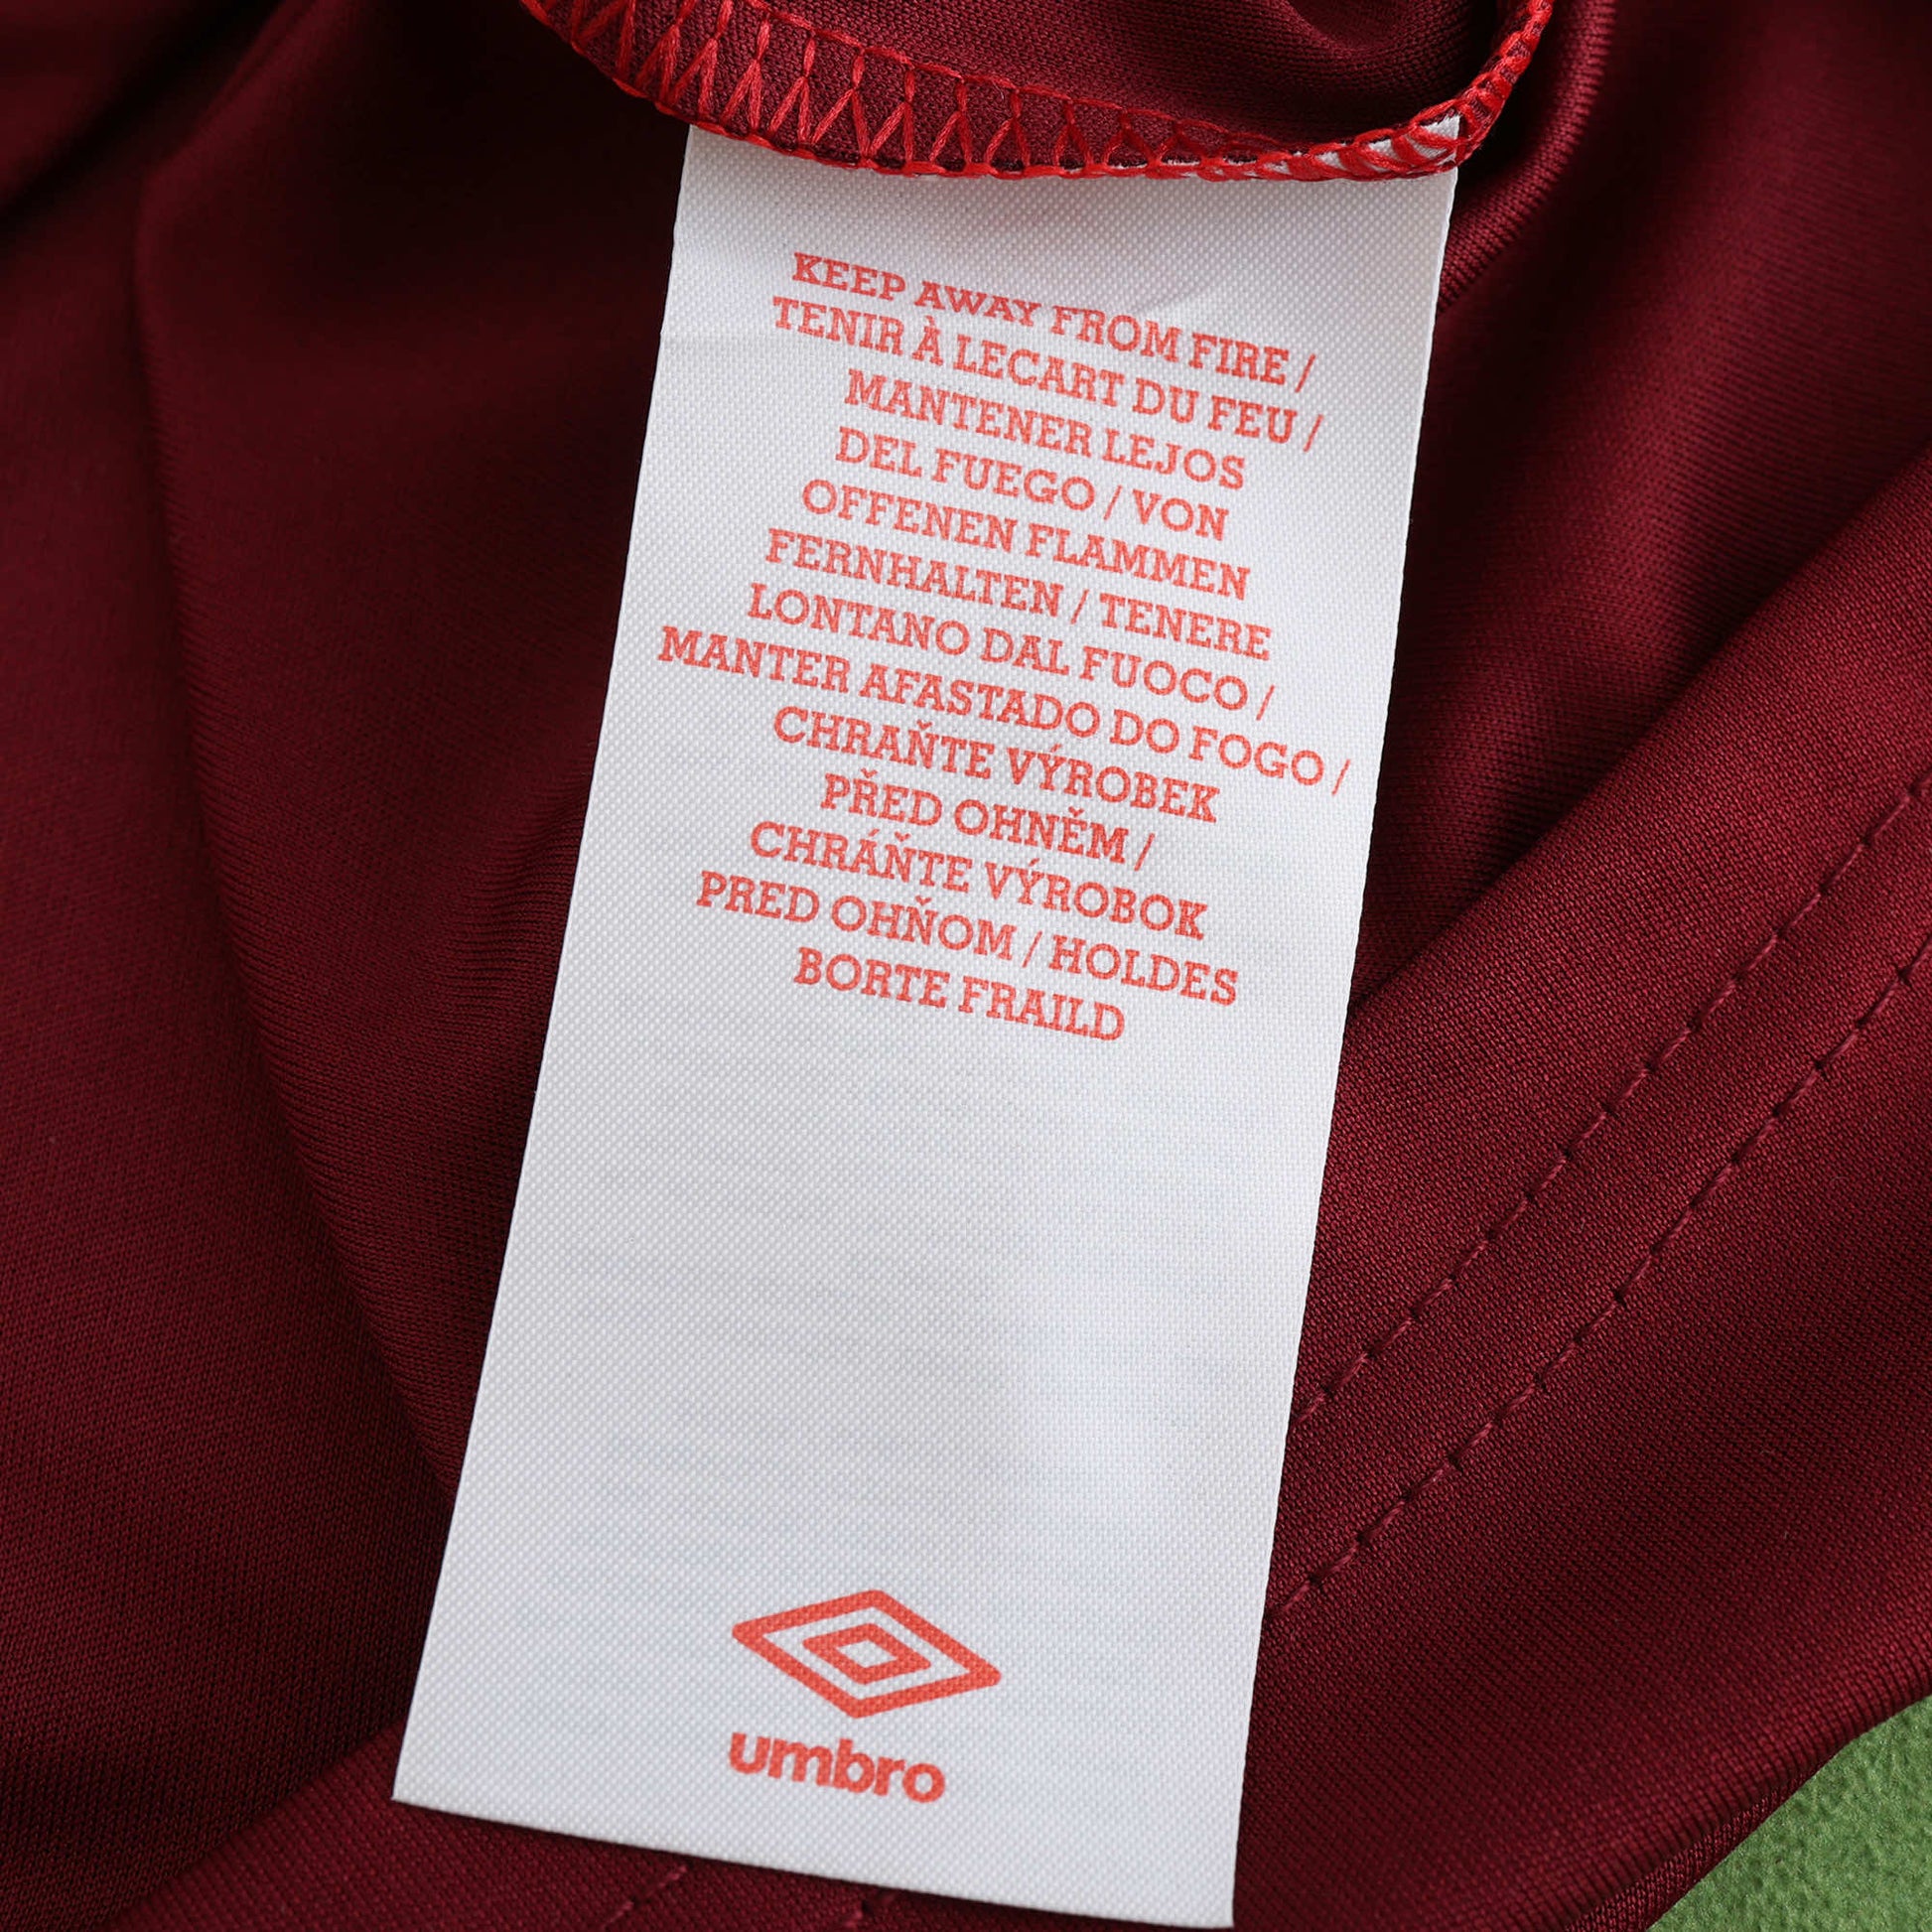 KEEP AWAY FROM FIRE /
TENIR À LECART DU FEU /
MANTENER LEJOS
DEL FUEGO / VON
OFFENEN FLAMMEN
FERNHALTEN / TENERE
LONTANO DAL FUOCO /
MANTER AFASTADO DO FOGO /
CHRAŇTE VÝROBEK
PŘED OHNĚM /
CHRÁŇTE VÝROBOK
PRED OHŇOM / HOLDES
BORTE FRAILD
umbro